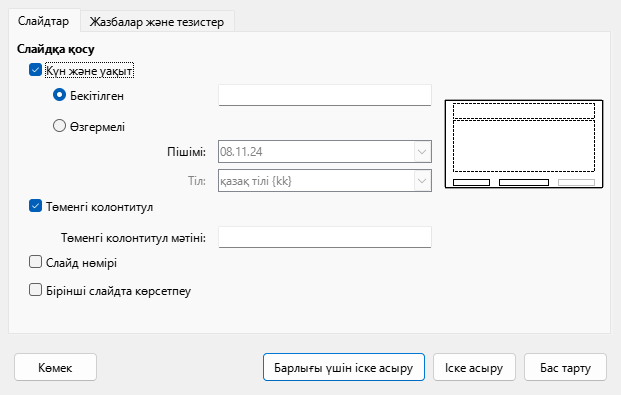 Слайдтар
Жазбалар және тезистер
Слайдқа қосу
Күн және уақыт
Бекітілген
Өзгермелі
Пішімі: 08.11.24
Тіл: қазақ тілі {kk}
Төменгі колонтитул
Төменгі колонтитул мәтіні:
Слайд нөмірі
Бірінші слайдта көрсетпеу
Көмек
Барлығы үшін іске асыру
Іске асыру
Бас тарту